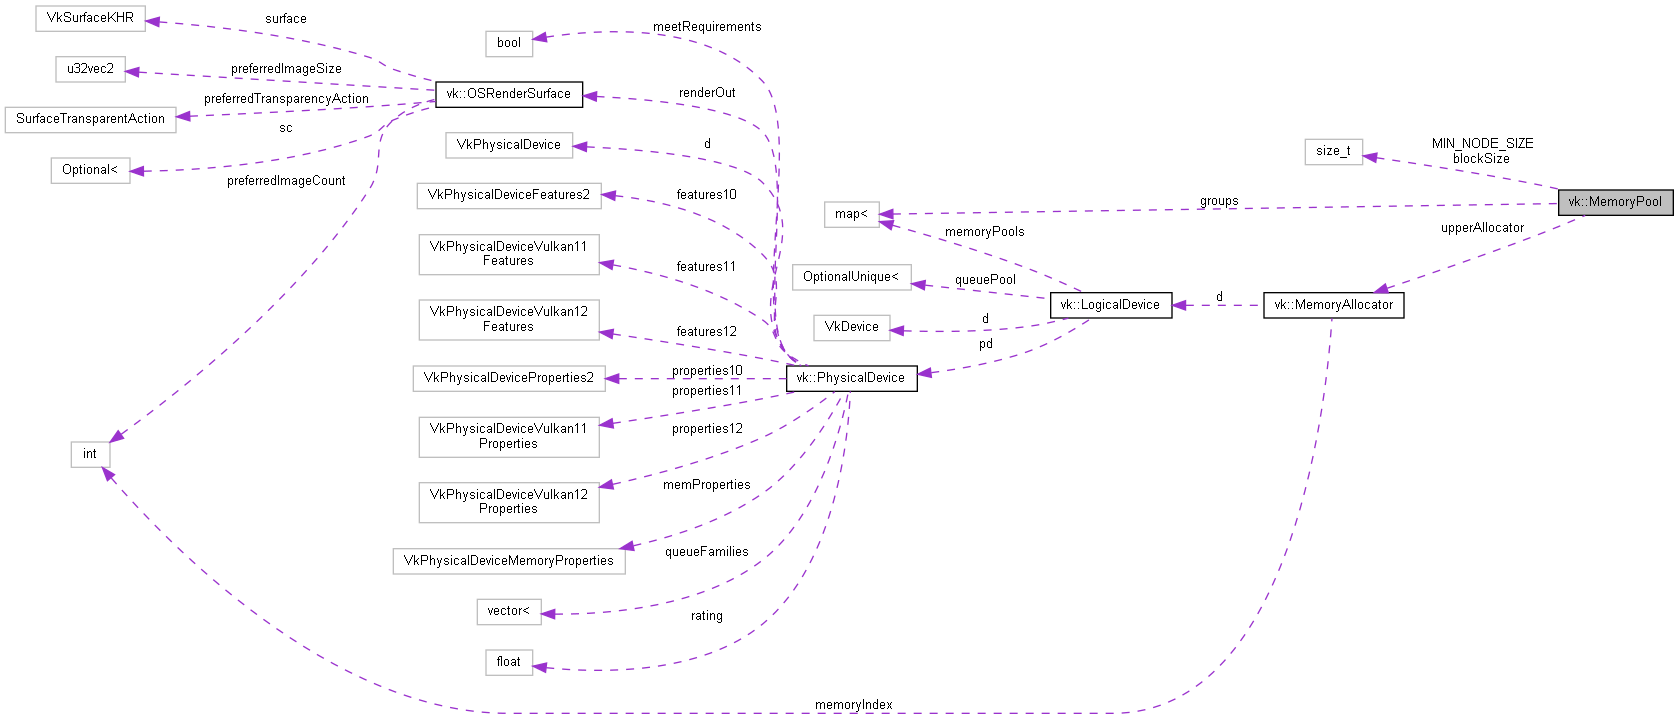 VkSurfaceKHR
surface
u32vec2
preferredImageSize
SurfaceTransparentAction
preferredTransparencyAction
sc
Optional<
preferredImageCount
int
bool
meetRequirements
vk::OSRenderSurface
renderOut
VkPhysicalDevice
d
VkPhysicalDeviceFeatures2
features10
VkPhysicalDeviceVulkan11
Features
features11
VkPhysicalDeviceVulkan12
Features
features12
VkPhysicalDeviceProperties2
properties10
VkPhysicalDeviceVulkan11
Properties
properties11
VkPhysicalDeviceVulkan12
Properties
properties12
VkPhysicalDeviceMemoryProperties
memProperties
vector<
queueFamilies
float
rating
vk::PhysicalDevice
map<
groups
memoryPools
OptionalUnique<
queuePool
VkDevice
d
pd
vk::LogicalDevice
d
vk::MemoryAllocator
upperAllocator
size_t
MIN_NODE_SIZE
blockSize
vk::MemoryPool
memoryIndex